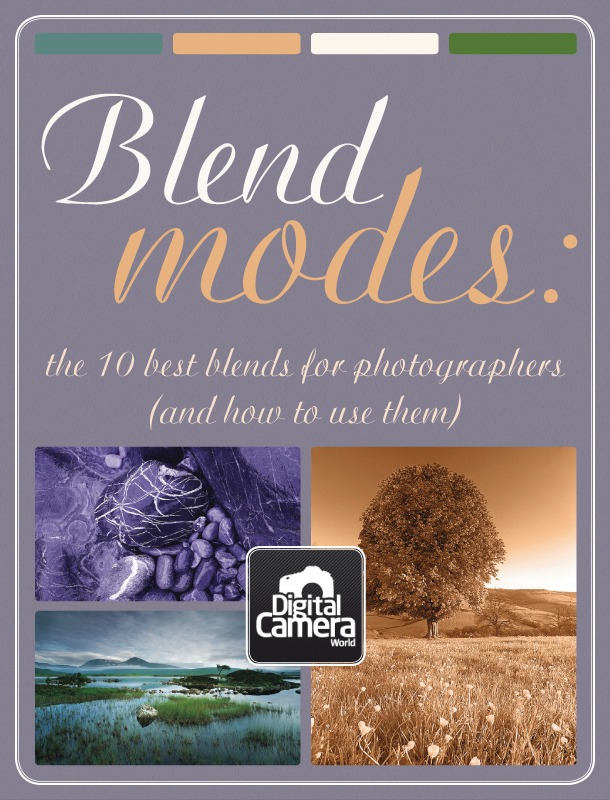 Blend
modes:
the 10 best blends for photographers
(and how to use them)
Digital
Camera
World